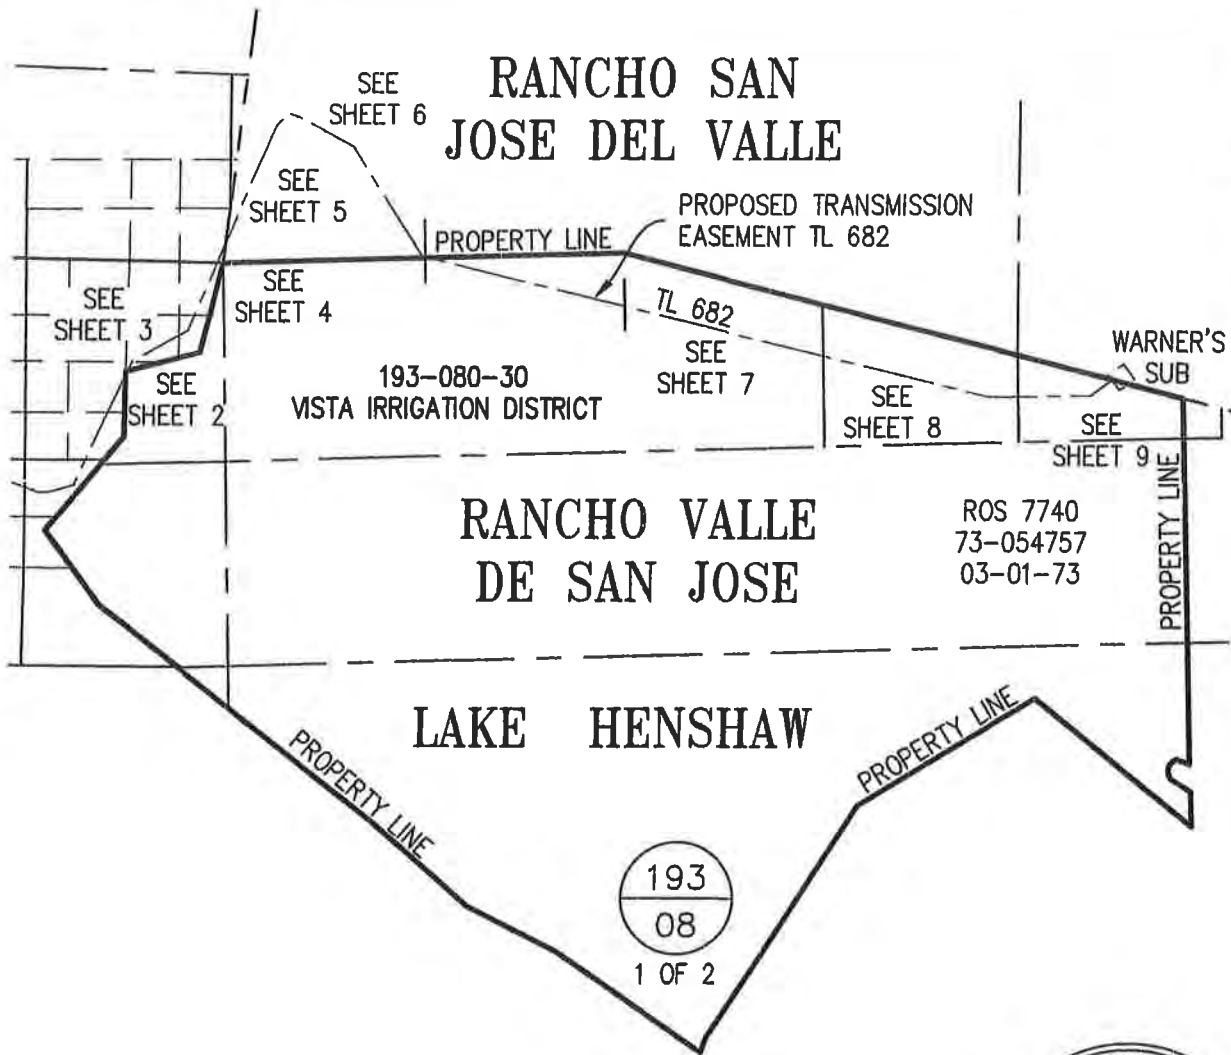 RANCHO SAN
JOSE DEL VALLE
SEE
SHEET 6
SEE
SHEET 5
PROPOSED TRANSMISSION
EASEMENT TL 682
PROPERTY LINE
SEE
SHEET 4
SEE
SHEET 3
TL 682
WARNER'S
SUB
SEE
SHEET 7
SEE
SHEET 2
193-080-30
VISTA IRRIGATION DISTRICT
SEE
SHEET 8
SEE
SHEET 9
PROPERTY LINE
RANCHO VALLE
DE SAN JOSE
ROS 7740
73-054757
03-01-73
LAKE HENSHAW
PROPERTY LINE
PROPERTY LINE
193
08
1 OF 2